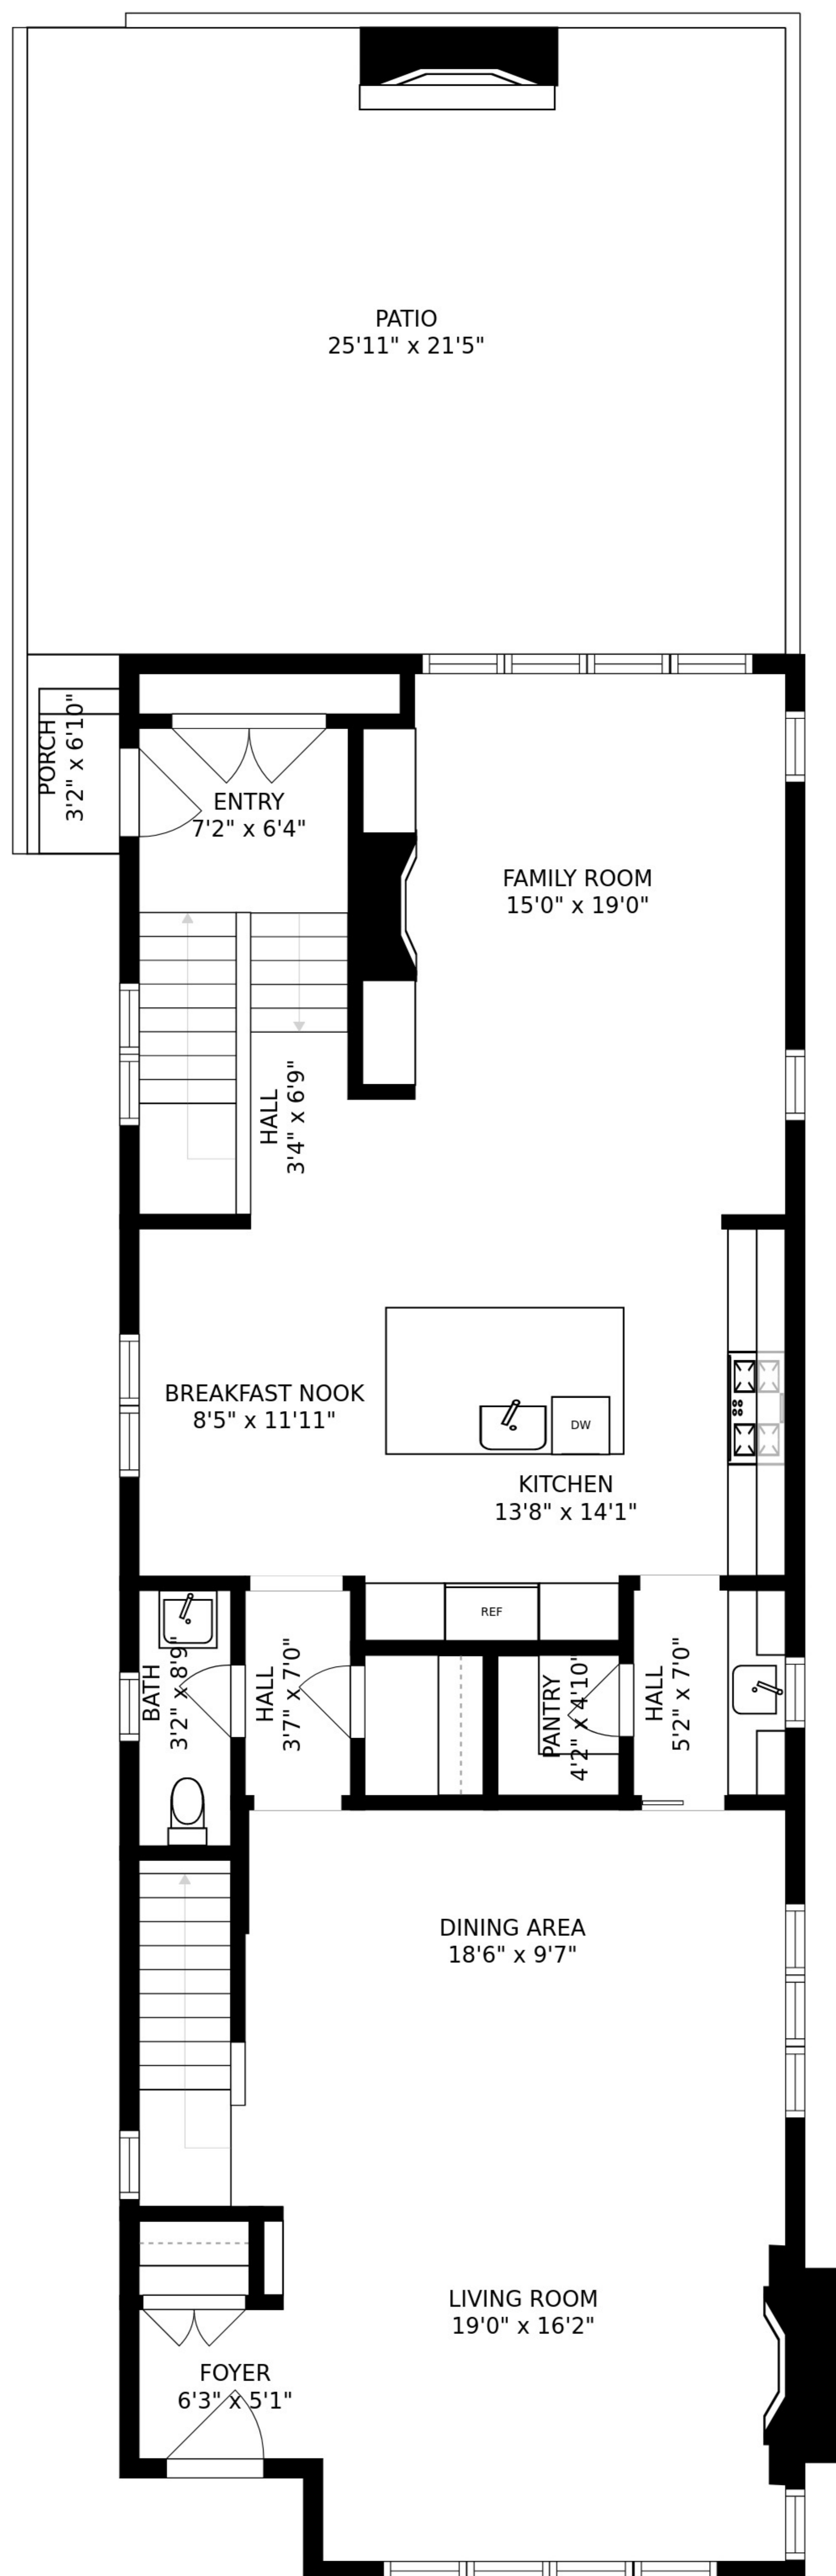 PATIO
25'11" x 21'5"
PORCH
3'2" x 6'10"
ENTRY
7'2" x 6'4"
FAMILY ROOM
15'0" x 19'0"
HALL
3'4" x 6'9"
BREAKFAST NOOK
8'5" x 11'11"
DW
KITCHEN
13'8" x 14'1"
REF
BATH
3'2" x 8'9"
HALL
3'7" x 7'0"
PANTRY
4'2" x 4'10"
HALL
5'2" x 7'0"
DINING AREA
18'6" x 9'7"
LIVING ROOM
19'0" x 16'2"
FOYER
6'3" x 5'1"